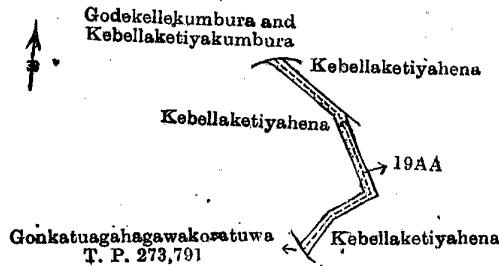 Godekellekumbura and
Kebellaketiyakumbura
Kebellaketiyahena
Kebellaketiyahena
19AA
Gonkatuagahagawakoratuwa
T. P. 273,791
Kebellaketiyahena